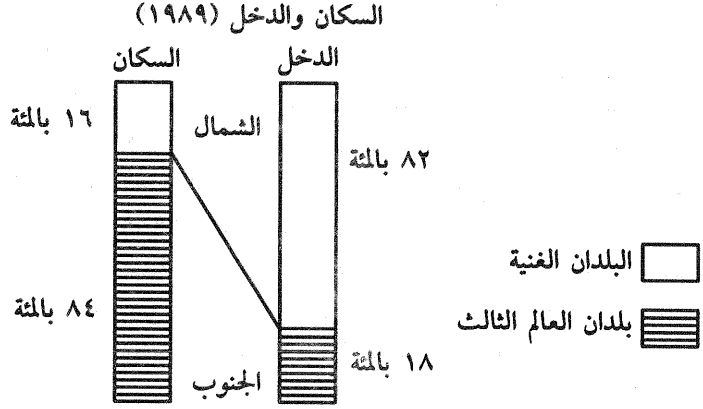 السكان والدخل (١٩٨٩)
الدخل
السكان
١٦ بالمئة
الشمال
٨٢ بالمئة
البلدان الغنية
بلدان العالم الثالث
٨٤ بالمئة
الجنوب
١٨ بالمئة